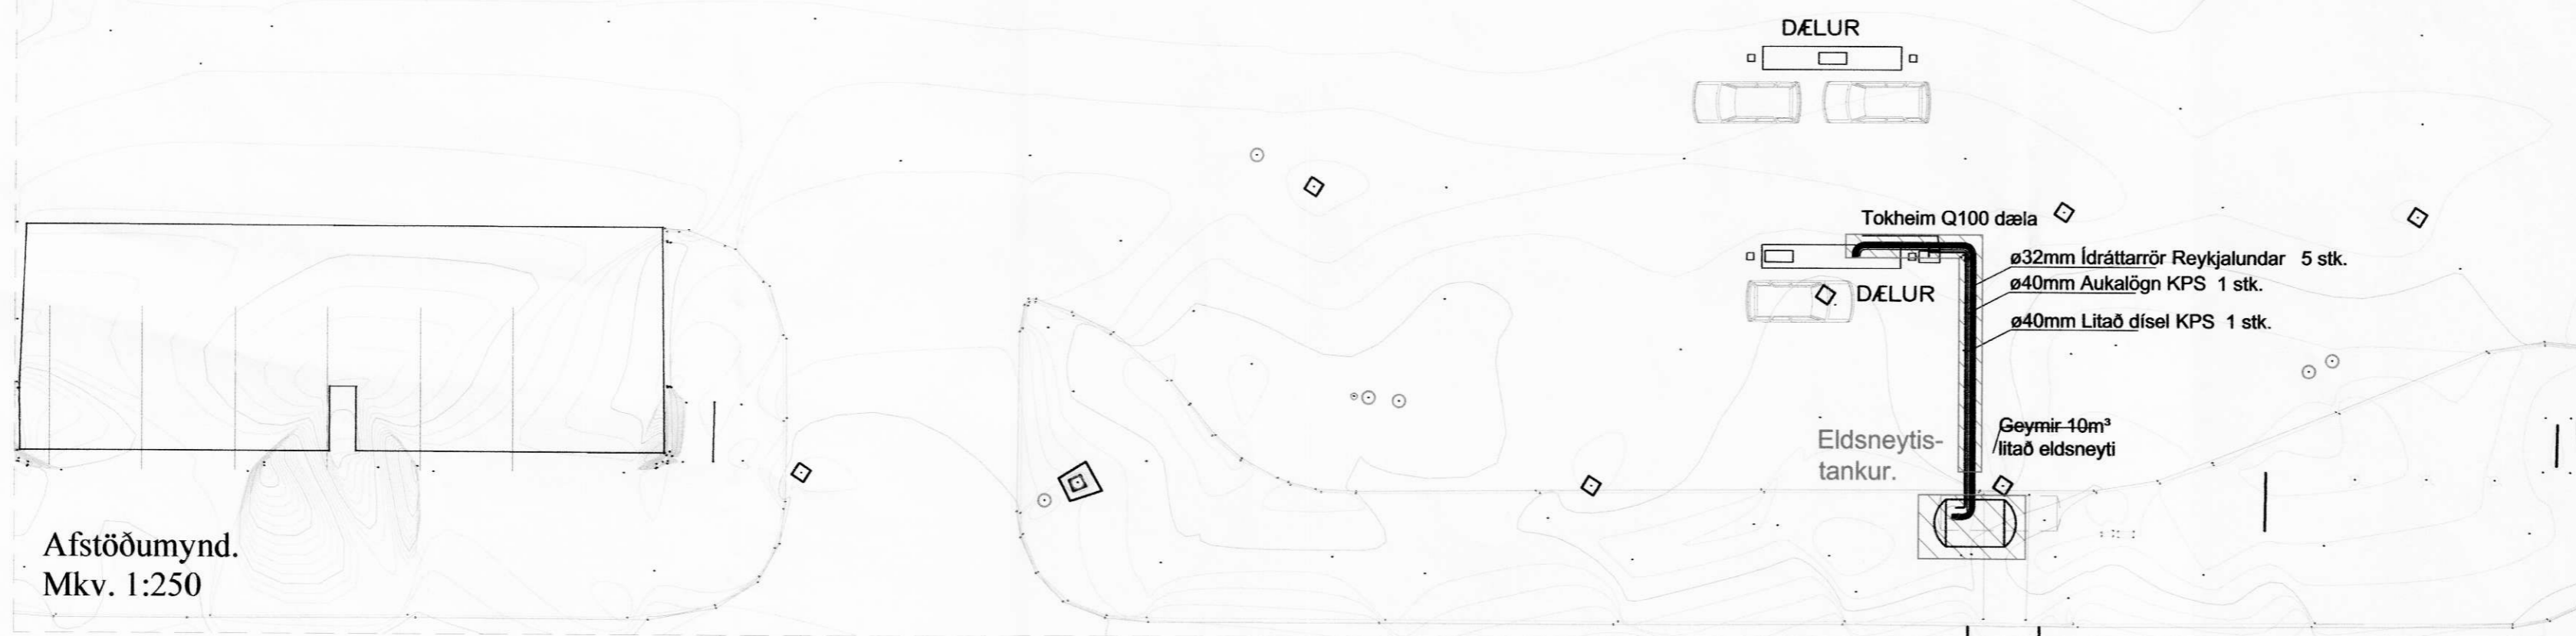 DÆLUR
Tokheim Q100 dæla
ø32mm Ídráttarrör Reykjalundar 5 stk.
ø40mm Aukalögn KPS 1 stk.
DÆLUR
ø40mm Litað dísel KPS 1 stk.
Geymir 10m³
litað eldsneyti
Eldsneytis-
tankur.
Afstöðumynd.
Mkv. 1:250